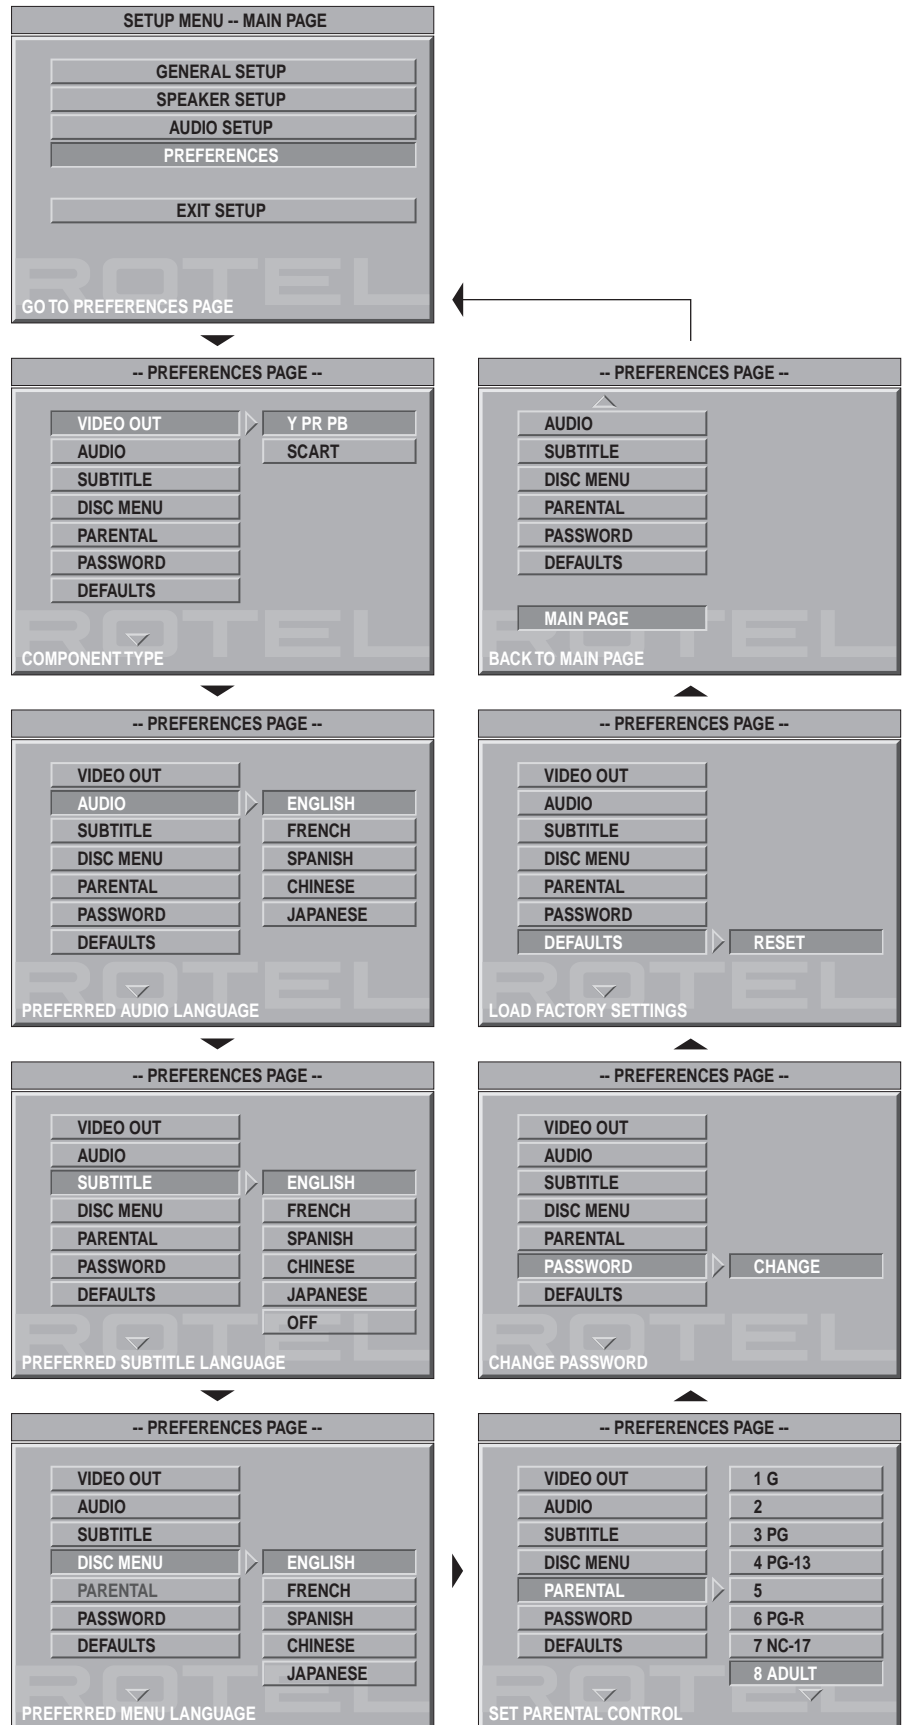 SETUP MENU -- MAIN PAGE
GENERAL SETUP
SPEAKER SETUP
AUDIO SETUP
PREFERENCES
EXIT SETUP
ROTEL
GO TO PREFERENCES PAGE
-- PREFERENCES PAGE --
VIDEO OUT
Y PR PB
AUDIO
SCART
SUBTITLE
DISC MENU
PARENTAL
PASSWORD
DEFAULTS
ROTEL
COMPONENT TYPE
-- PREFERENCES PAGE --
VIDEO OUT
AUDIO
ENGLISH
SUBTITLE
FRENCH
DISC MENU
SPANISH
PARENTAL
CHINESE
PASSWORD
JAPANESE
DEFAULTS
ROTEL
PREFERRED AUDIO LANGUAGE
-- PREFERENCES PAGE --
VIDEO OUT
AUDIO
SUBTITLE
ENGLISH
DISC MENU
FRENCH
PARENTAL
SPANISH
PASSWORD
CHINESE
DEFAULTS
JAPANESE
OFF
ROTEL
PREFERRED SUBTITLE LANGUAGE
-- PREFERENCES PAGE --
VIDEO OUT
AUDIO
SUBTITLE
DISC MENU
ENGLISH
PARENTAL
FRENCH
PASSWORD
SPANISH
DEFAULTS
CHINESE
JAPANESE
ROTEL
PREFERRED MENU LANGUAGE
-- PREFERENCES PAGE --
VIDEO OUT
1 G
AUDIO
2
SUBTITLE
3 PG
DISC MENU
4 PG-13
PARENTAL
5
PASSWORD
6 PG-R
DEFAULTS
7 NC-17
8 ADULT
ROTEL
SET PARENTAL CONTROL
-- PREFERENCES PAGE --
VIDEO OUT
AUDIO
SUBTITLE
DISC MENU
PARENTAL
PASSWORD
CHANGE
DEFAULTS
ROTEL
CHANGE PASSWORD
-- PREFERENCES PAGE --
VIDEO OUT
AUDIO
SUBTITLE
DISC MENU
PARENTAL
PASSWORD
DEFAULTS
RESET
ROTEL
LOAD FACTORY SETTINGS
-- PREFERENCES PAGE --
AUDIO
SUBTITLE
DISC MENU
PARENTAL
PASSWORD
DEFAULTS
MAIN PAGE
ROTEL
BACK TO MAIN PAGE